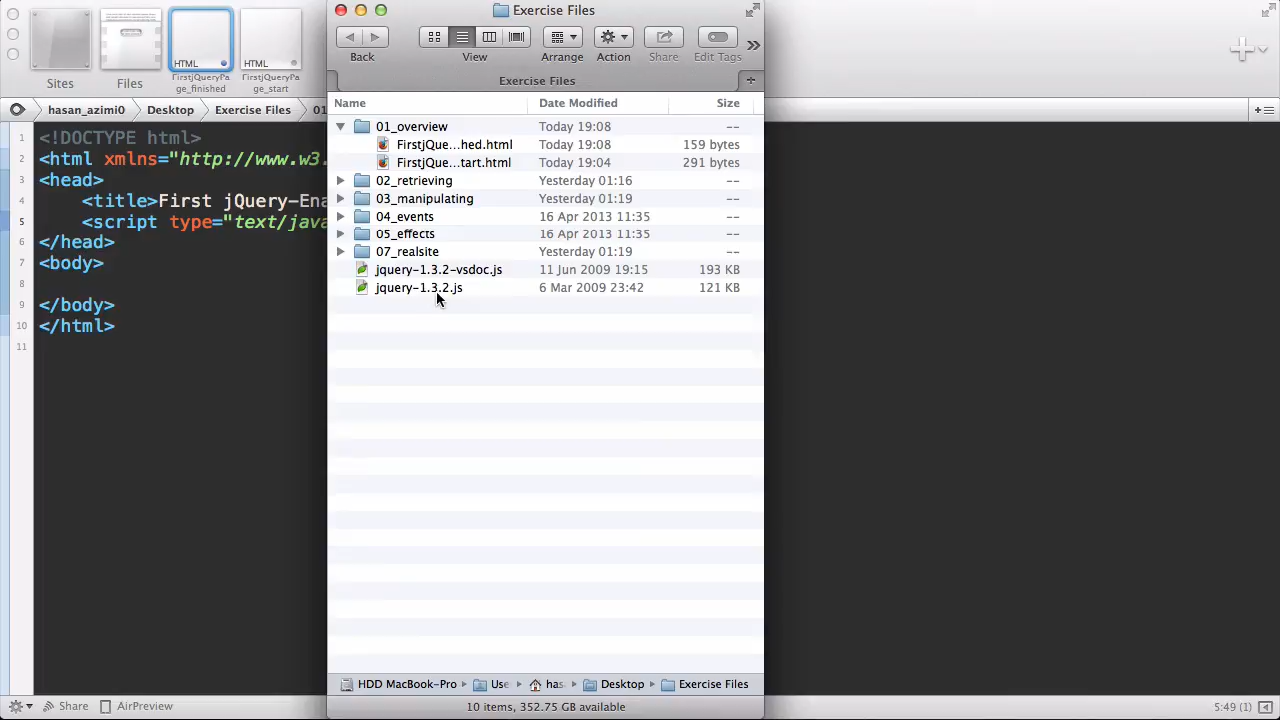 Exercise Files
Back
View
Arrange
Action
Share
Edit Tags
Exercise Files
HTML
HTML
Sites
Files
FirstjQueryPa
ge_finished
FirstjQueryPa
ge_start
hasan_azimi0 Desktop Exercise Files 01
Name Date Modified Size
01_overview Today 19:08 --
FirstjQue...hed.html Today 19:08 159 bytes
FirstjQue...tart.html Today 19:04 291 bytes
02_retrieving Yesterday 01:16 --
03_manipulating Yesterday 01:19 --
04_events 16 Apr 2013 11:35 --
05_effects 16 Apr 2013 11:35 --
07_realsite Yesterday 01:19 --
jquery-1.3.2-vsdoc.js 11 Jun 2009 19:15 193 KB
jquery-1.3.2.js 6 Mar 2009 23:42 121 KB
1 <!DOCTYPE html>
2 <html xmlns="http://www.w3.
3 <head>
4 <title>First jQuery-Ena
5 <script type="text/java
6 </head>
7 <body>
8
9 </body>
10 </html>
11
HDD MacBook-Pro Use has Desktop Exercise Files
10 items, 352.75 GB available
Share AirPreview
5:49 (1)